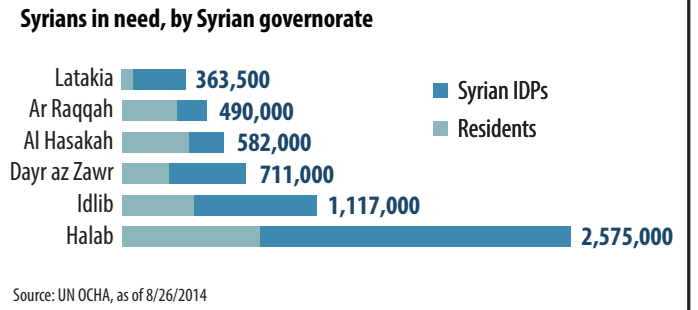 Syrians in need, by Syrian governorate
Latakia 363,500
Ar Raqqah 490,000
Al Hasakah 582,000
Dayr az Zawr 711,000
Idlib 1,117,000
Halab 2,575,000
Syrian IDPs
Residents
Source: UN OCHA, as of 8/26/2014